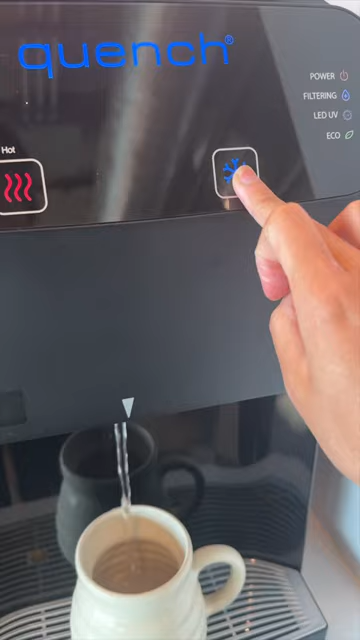 quench®
POWER
FILTERING
LED UV
ECO
Hot